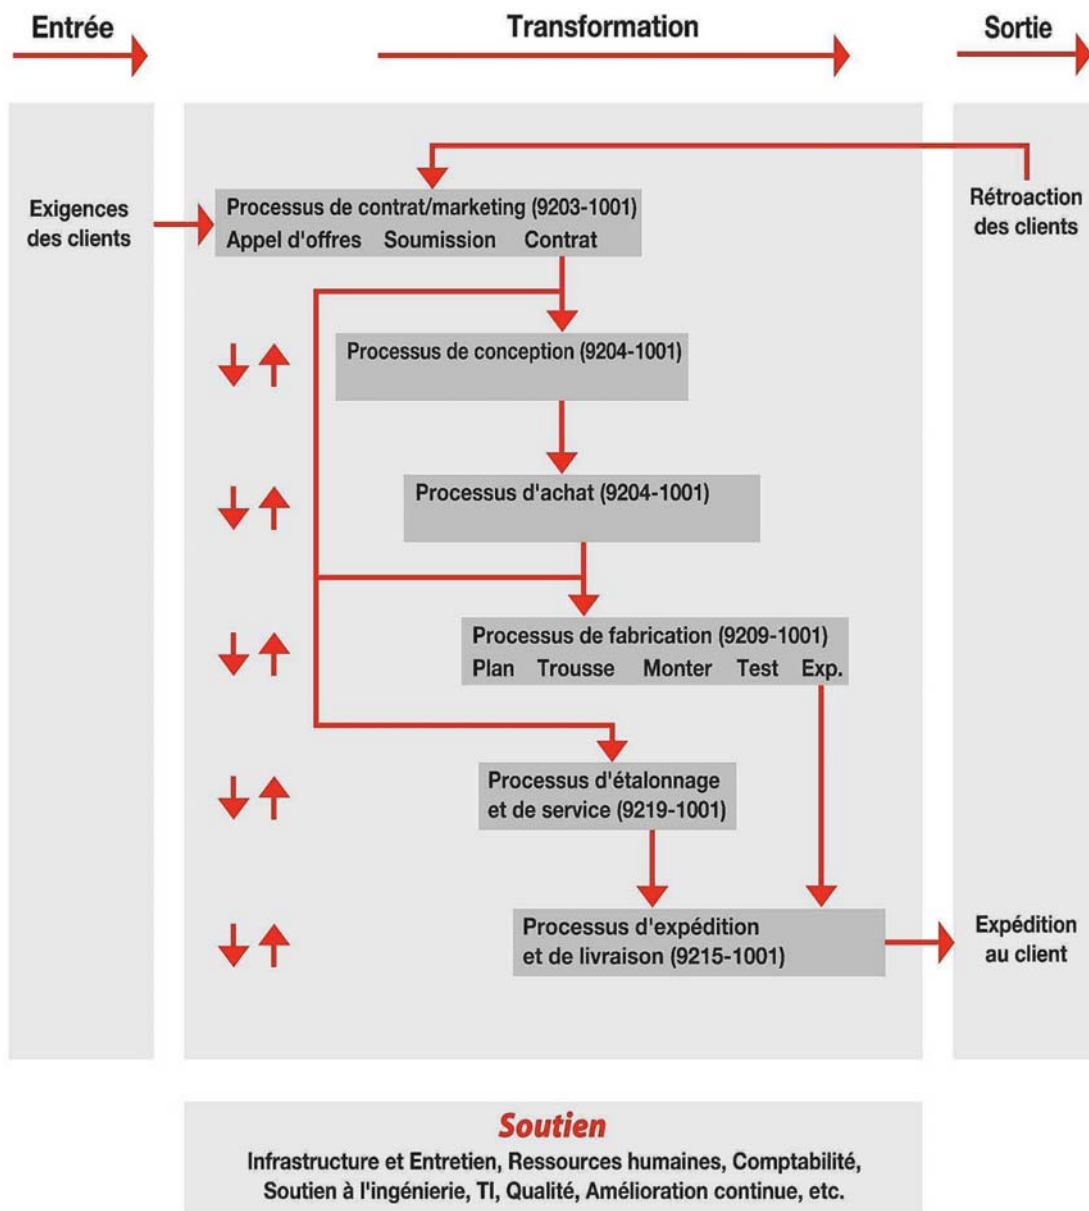 Entrée
Transformation
Sortie
Exigences
des clients
Processus de contrat/marketing (9203-1001)
Appel d'offres Soumission Contrat
Rétroaction
des clients
Processus de conception (9204-1001)
Processus d'achat (9204-1001)
Processus de fabrication (9209-1001)
Plan Trousse Monter Test Exp.
Processus d'étalonnage
et de service (9219-1001)
Processus d'expédition
et de livraison (9215-1001)
Expédition
au client
Soutien
Infrastructure et Entretien, Ressources humaines, Comptabilité,
Soutien à l'ingénierie, TI, Qualité, Amélioration continue, etc.